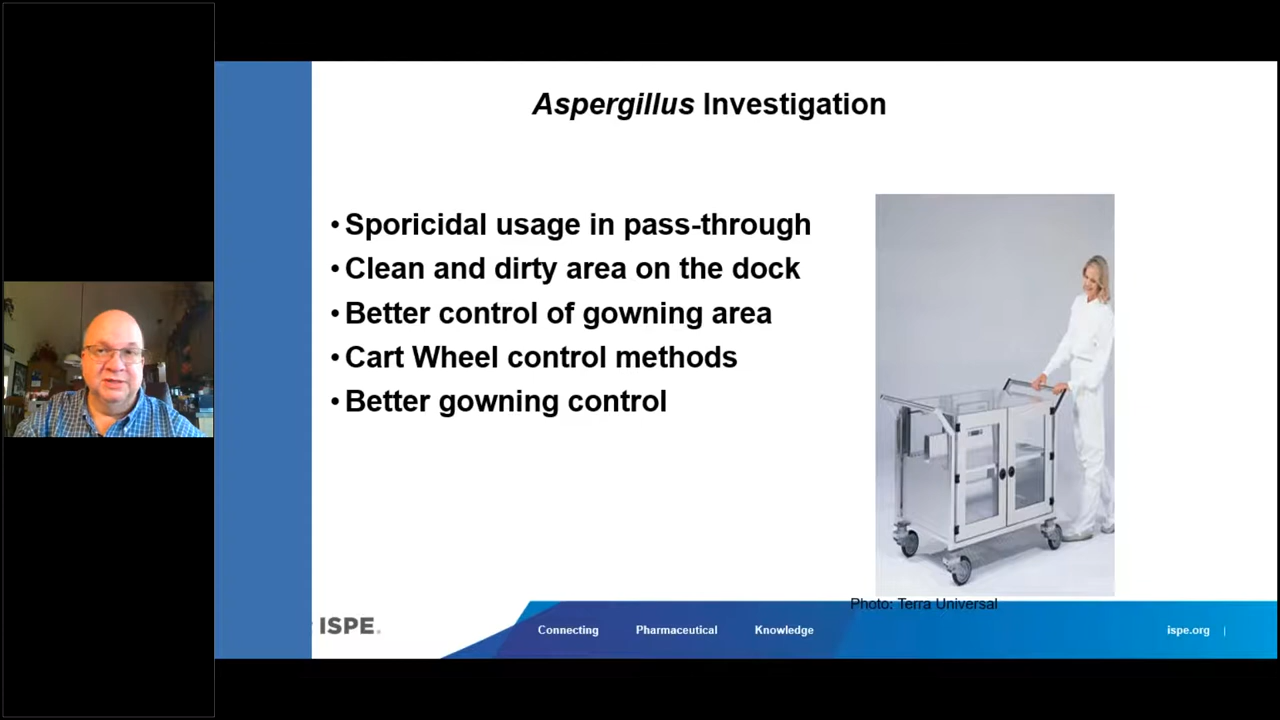 Aspergillus Investigation
• Sporicidal usage in pass-through
• Clean and dirty area on the dock
• Better control of gowning area
• Cart Wheel control methods
• Better gowning control
Photo: Terra Universal
ISPE.
Connecting Pharmaceutical Knowledge
ispe.org |